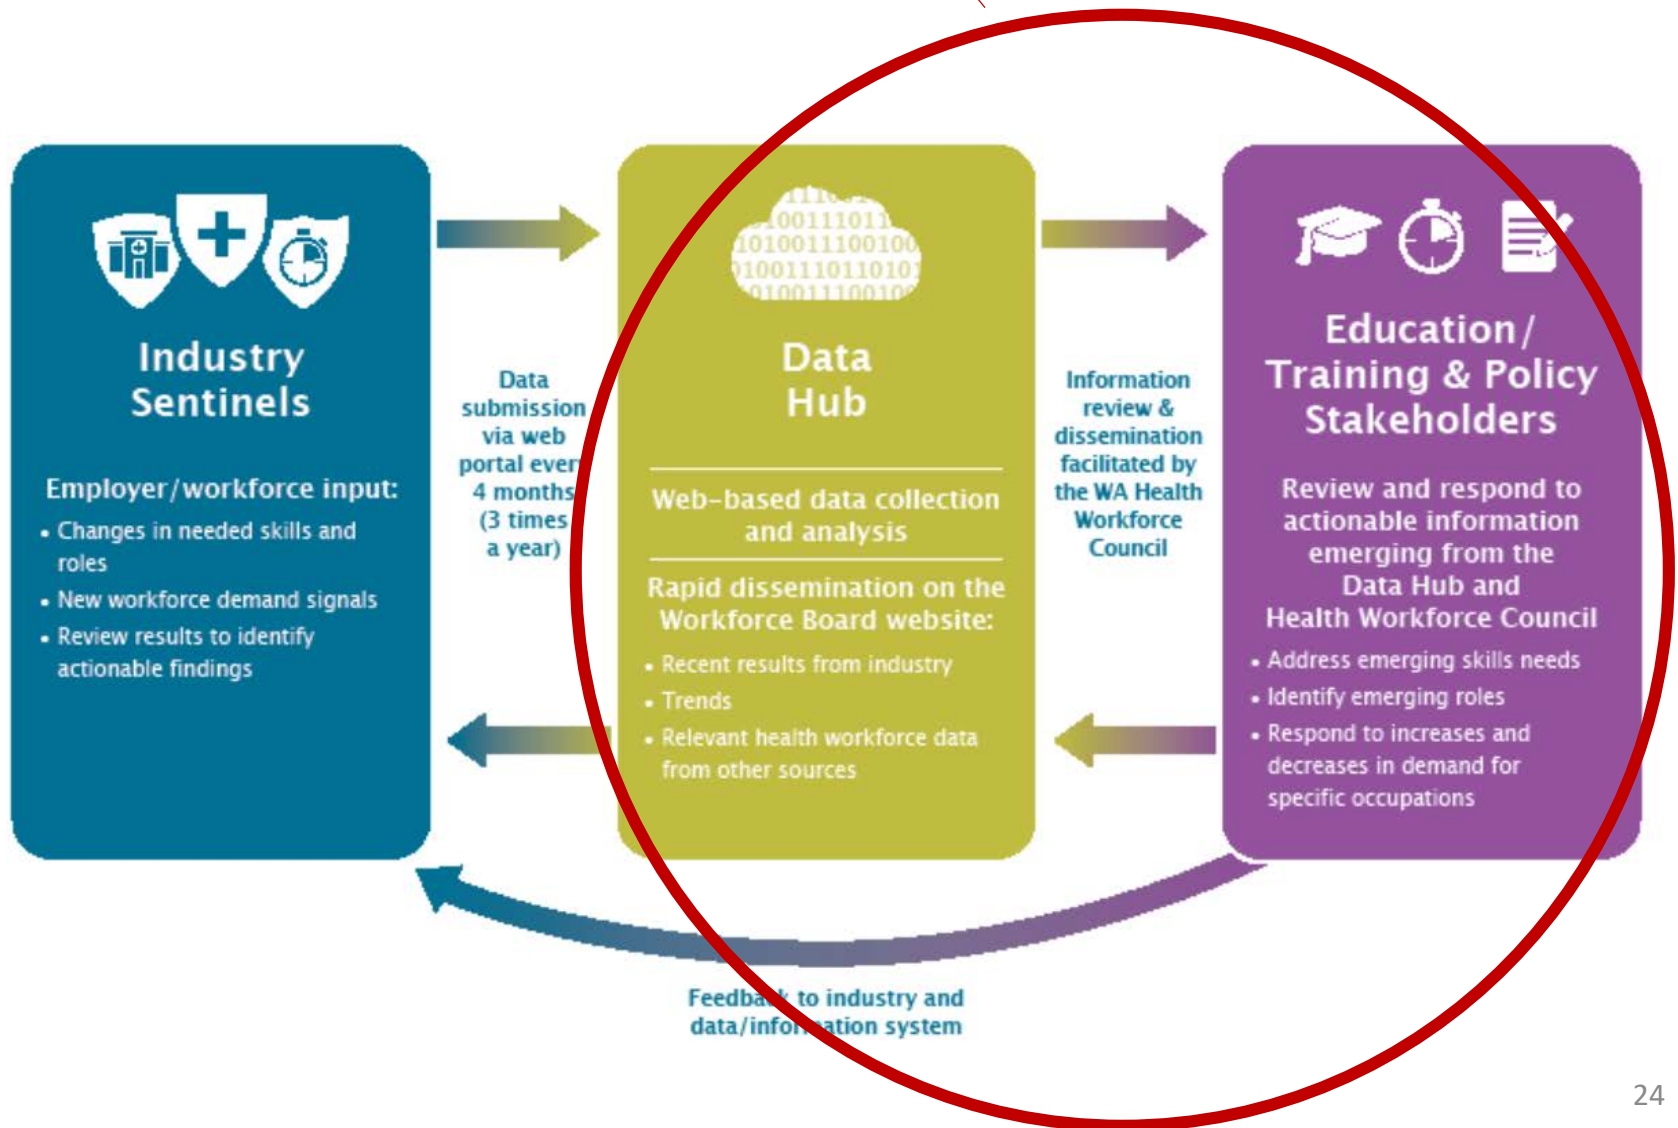 Industry
Sentinels
Employer/workforce input:
• Changes in needed skills and
roles
• New workforce demand signals
• Review results to identify
actionable findings
Data
submission
via web
portal every
4 months
(3 times
a year)
Data
Hub
Web-based data collection
and analysis
Rapid dissemination on the
Workforce Board website:
• Recent results from industry
• Trends
• Relevant health workforce data
from other sources
Information
review &
dissemination
facilitated by
the WA Health
Workforce
Council
Education/
Training & Policy
Stakeholders
Review and respond to
actionable information
emerging from the
Data Hub and
Health Workforce Council
• Address emerging skills needs
• Identify emerging roles
• Respond to increases and
decreases in demand for
specific occupations
Feedback to industry and
data/information system
24